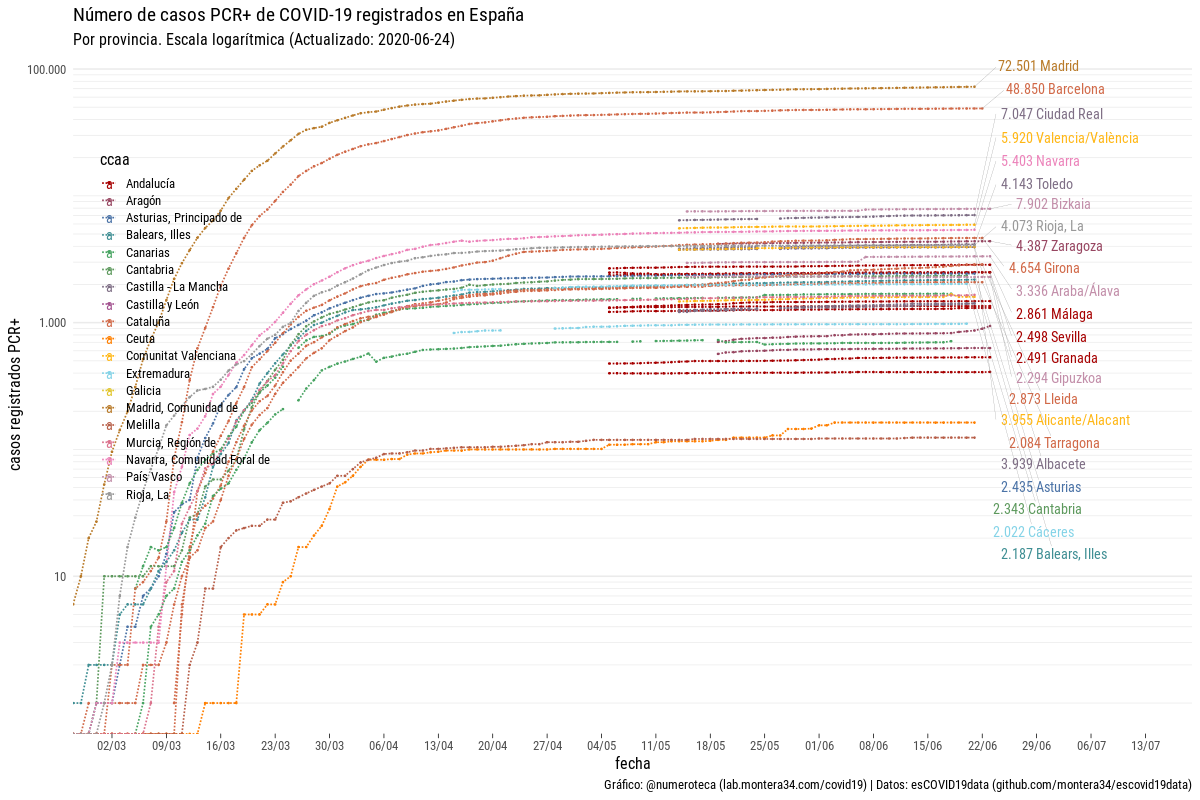 Número de casos PCR+ de COVID-19 registrados en España
Por provincia. Escala logarítmica (Actualizado: 2020-06-24)
casos registrados PCR+
100.000
1.000
10
ccaa
Andalucía
Aragón
Asturias, Principado de
Balears, Illes
Canarias
Cantabria
Castilla - La Mancha
Castilla y León
Cataluña
Ceuta
Comunitat Valenciana
Extremadura
Galicia
Madrid, Comunidad de
Melilla
Murcia, Región de
Navarra, Comunidad Foral de
País Vasco
Rioja, La
72.501 Madrid
48.850 Barcelona
7.047 Ciudad Real
5.920 Valencia/València
5.403 Navarra
4.143 Toledo
7.902 Bizkaia
4.073 Rioja, La
4.387 Zaragoza
4.654 Girona
3.336 Araba/Álava
2.861 Málaga
2.498 Sevilla
2.491 Granada
2.294 Gipuzkoa
2.873 Lleida
3.955 Alicante/Alacant
2.084 Tarragona
3.939 Albacete
2.435 Asturias
2.343 Cantabria
2.022 Cáceres
2.187 Balears, Illes
02/03 09/03 16/03 23/03 30/03 06/04 13/04 20/04 27/04 04/05 11/05 18/05 25/05 01/06 08/06 15/06 22/06 29/06 06/07 13/07
fecha
Gráfico: @numeroteca (lab.montera34.com/covid19) | Datos: esCOVID19data (github.com/montera34/escovid19data)